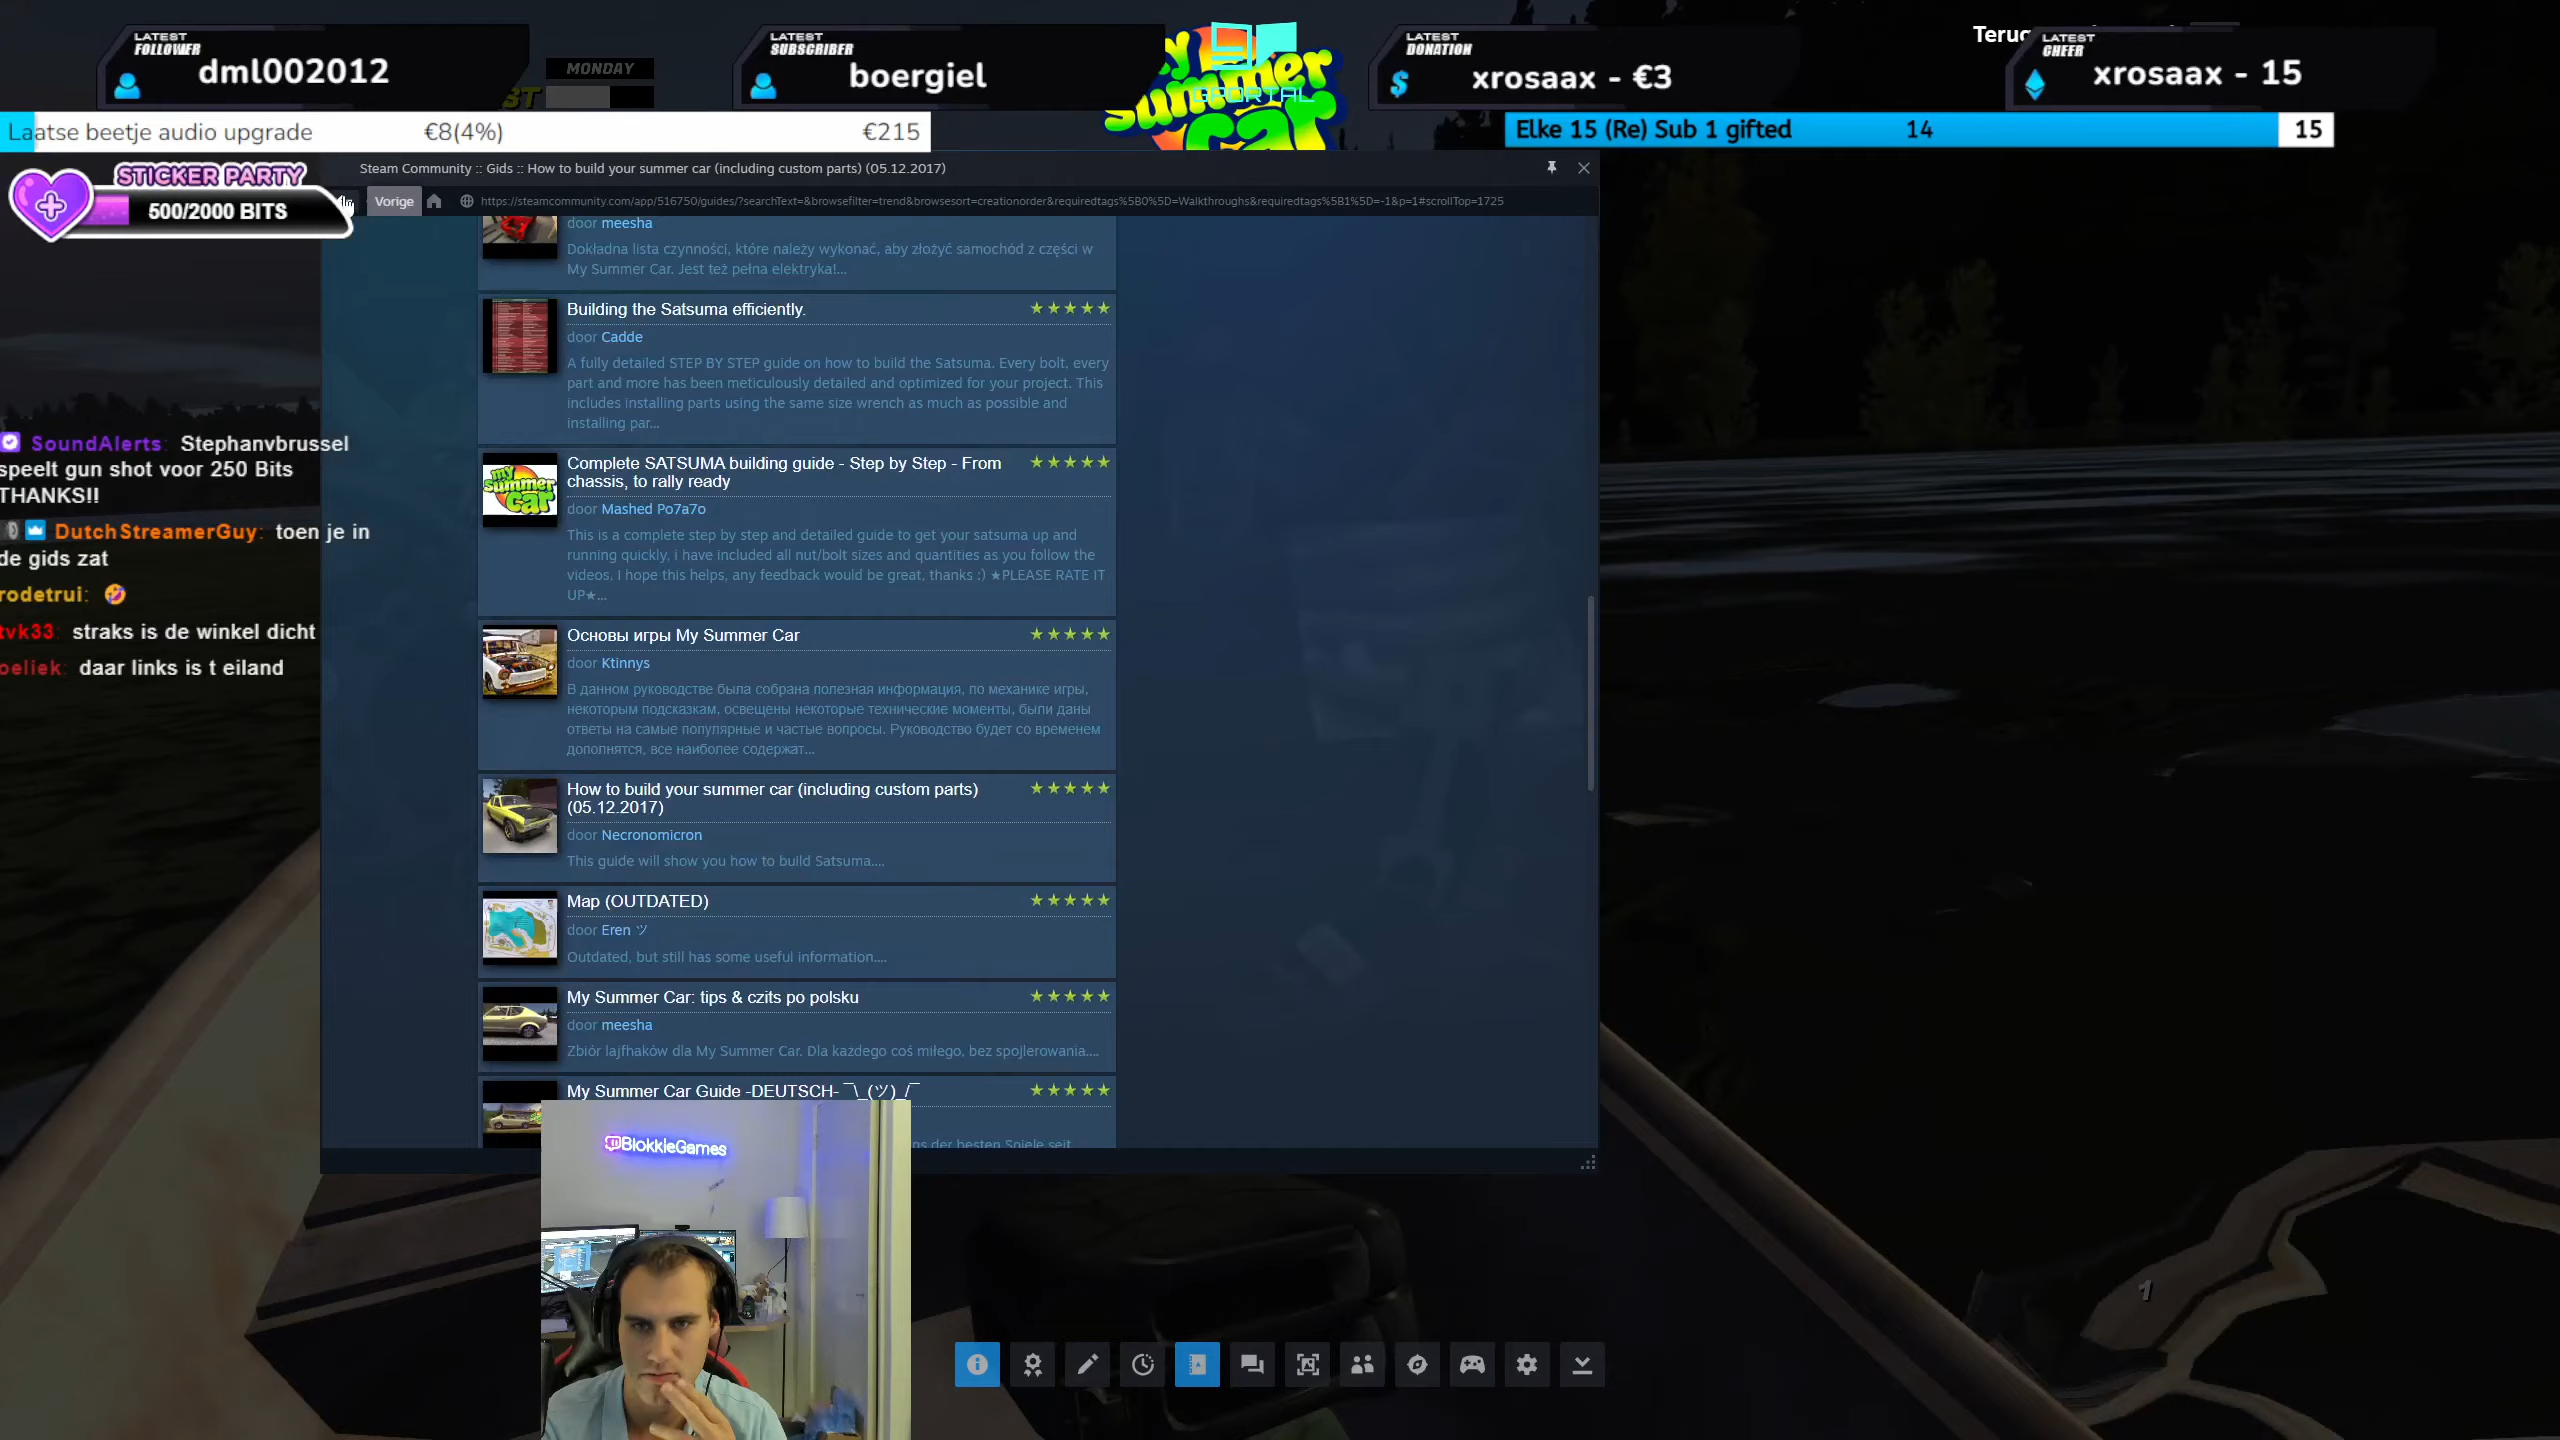 LATEST
FOLLOWER
dml002012
MONDAY
LATEST
SUBSCRIBER
boergiel
my
summer
car
GPORTAL
LATEST
DONATION
xrosaax - €3
LATEST
CHEER
xrosaax - 15
Laatse beetje audio upgrade €8(4%) €215
Elke 15 (Re) Sub 1 gifted 14 15
STICKER PARTY
500/2000 BITS
Steam Community :: Gids :: How to build your summer car (including custom parts) (05.12.2017)
Vorige
https://steamcommunity.com/app/516750/guides/?searchText=&browsefilter=trend&browsesort=creationorder&requiredtags%5B0%5D=Walkthroughs&requiredtags%5B1%5D=-1&p=1#scrollTop=1725
door meesha
Dokładna lista czynności, które należy wykonać, aby złożyć samochód z części w
My Summer Car. Jest też pełna elektryka!...
Building the Satsuma efficiently.
door Cadde
A fully detailed STEP BY STEP guide on how to build the Satsuma. Every bolt, every
part and more has been meticulously detailed and optimized for your project. This
includes installing parts using the same size wrench as much as possible and
installing par...
Complete SATSUMA building guide - Step by Step - From
chassis, to rally ready
door Mashed Po7a7o
This is a complete step by step and detailed guide to get your satsuma up and
running quickly, i have included all nut/bolt sizes and quantities as you follow the
videos, I hope this helps, any feedback would be great, thanks :) ★PLEASE RATE IT
UP★...
Основы игры My Summer Car
door Ktinnys
В данном руководстве была собрана полезная информация, по механике игры,
некоторым подсказкам, освещены некоторые технические моменты, были даны
ответы на самые популярные и частые вопросы. Руководство будет со временем
дополнятся, все наиболее содержат...
How to build your summer car (including custom parts)
(05.12.2017)
door Necronomicron
This guide will show you how to build Satsuma....
Map (OUTDATED)
door Eren ツ
Outdated, but still has some useful information....
My Summer Car: tips & czits po polsku
door meesha
Zbiór lajfhaków dla My Summer Car. Dla każdego coś miłego, bez spojlerowania....
My Summer Car Guide -DEUTSCH- ¯\_(ツ)_/¯
der besten Spiele seit
SoundAlerts: Stephanvbrussel
speelt gun shot voor 250 Bits
THANKS!!
DutchStreamerGuy: toen je in
de gids zat
rodetrui:
tvk33: straks is de winkel dicht
oeliek: daar links is t eiland
BlokkieGames
1